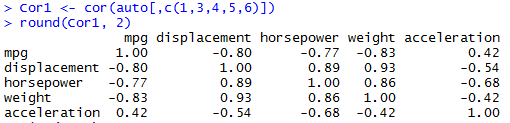 > Cor1 <- cor(auto[,c(1,3,4,5,6)])
> round(Cor1, 2)
mpg displacement horsepower weight acceleration
mpg 1.00 -0.80 -0.77 -0.83 0.42
displacement -0.80 1.00 0.89 0.93 -0.54
horsepower -0.77 0.89 1.00 0.86 -0.68
weight -0.83 0.93 0.86 1.00 -0.42
acceleration 0.42 -0.54 -0.68 -0.42 1.00